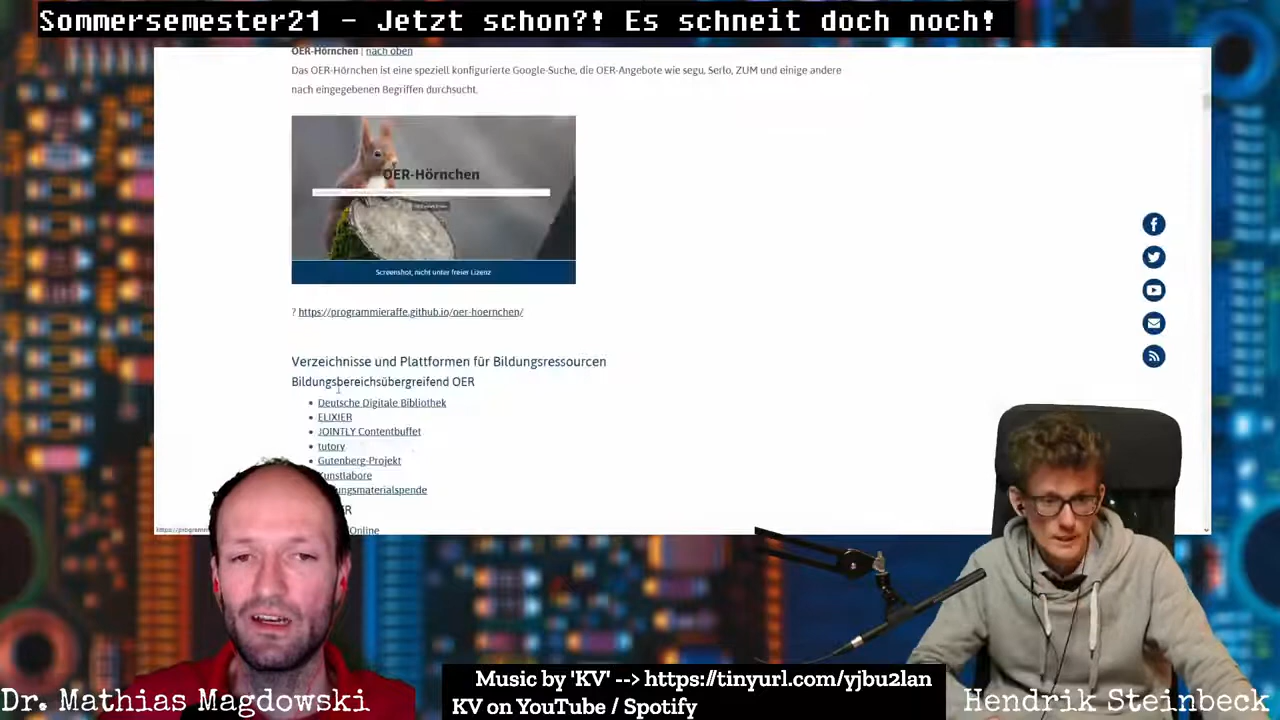 Sommersemester21 - Jetzt schon?! Es schneit doch noch!
OER-Hörnchen | nach oben
Das OER-Hörnchen ist eine speziell konfigurierte Google-Suche, die OER-Angebote wie segu, Serlo, ZUM und einige andere
nach eingegebenen Begriffen durchsucht.
OER-Hörnchen
Screenshot, nicht unter freier Lizenz
? https://programmieraffe.github.io/oer-hoernchen/
Verzeichnisse und Plattformen für Bildungsressourcen
Bildungsbereichsübergreifend OER
Deutsche Digitale Bibliothek
ELIXIER
JOINTLY Contentbuffet
tutory
Gutenberg-Projekt
Kunstlabore
ungsmaterialspende
Online
Music by 'KV' --> https://tinyurl.com/yjbu2lan
KV on YouTube / Spotify
Dr. Mathias Magdowski
Hendrik Steinbeck